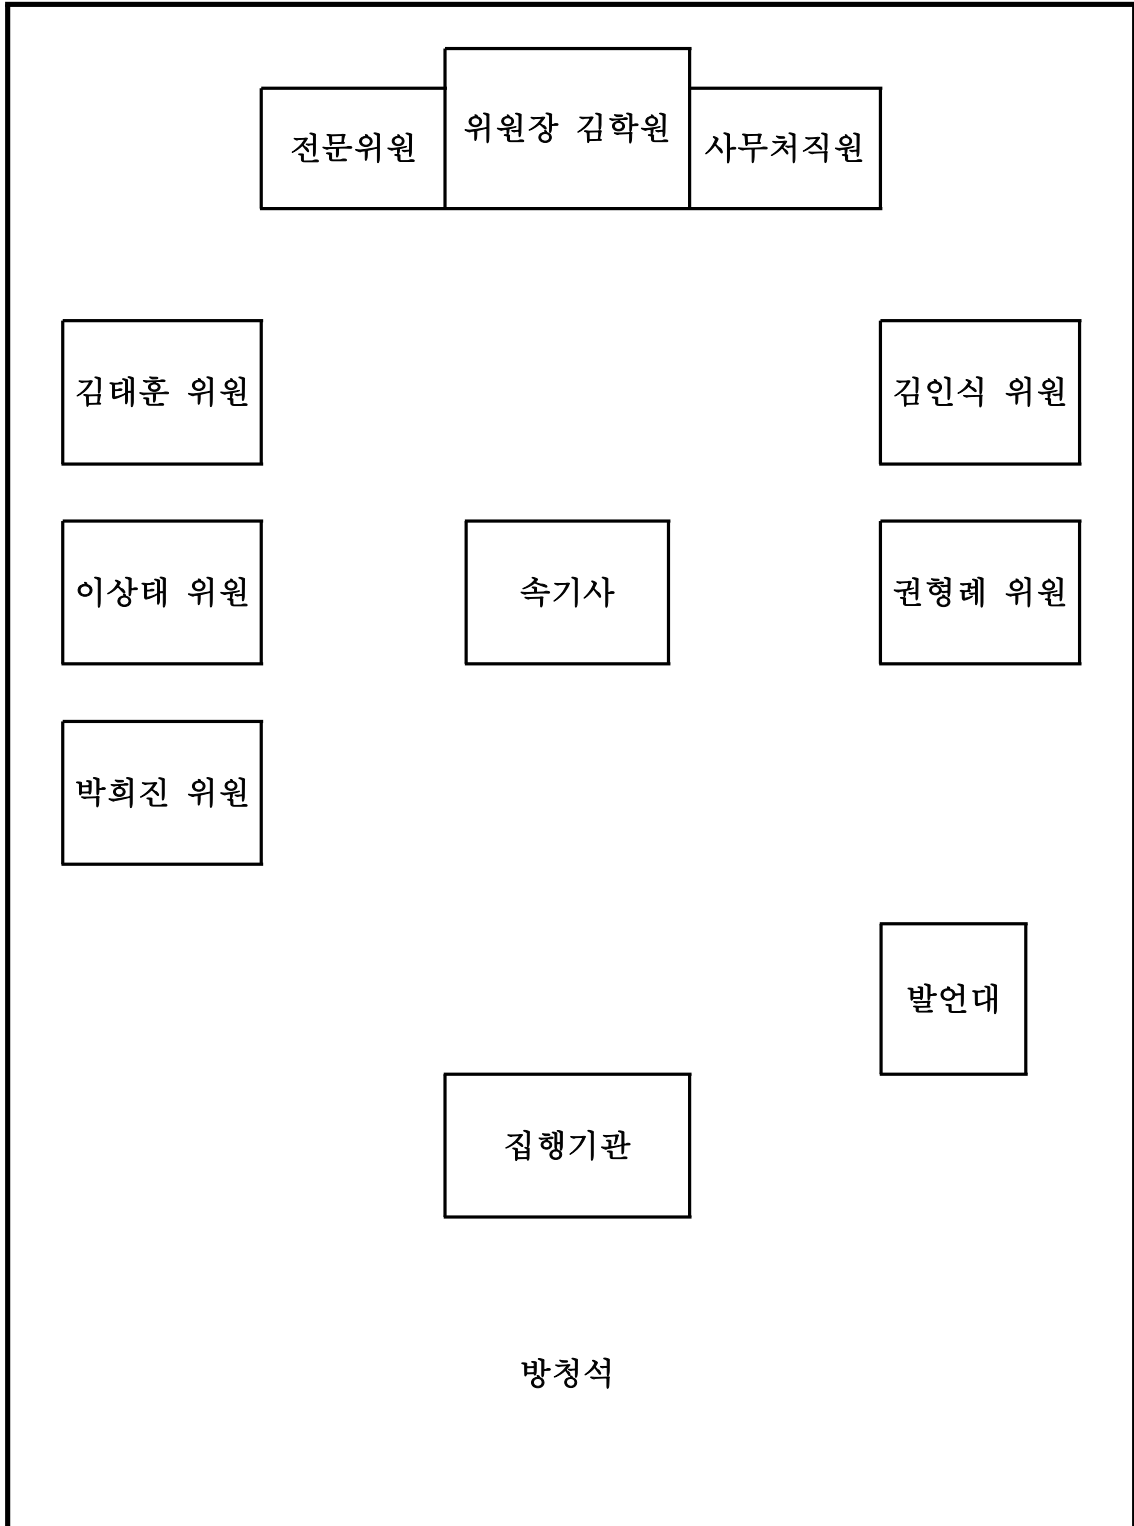 전문위원
위원장 김학원
사무처직원
김태훈 위원
김인식 위원
이상태 위원
속기사
권형례 위원
박희진 위원
발언대
집행기관
방청석